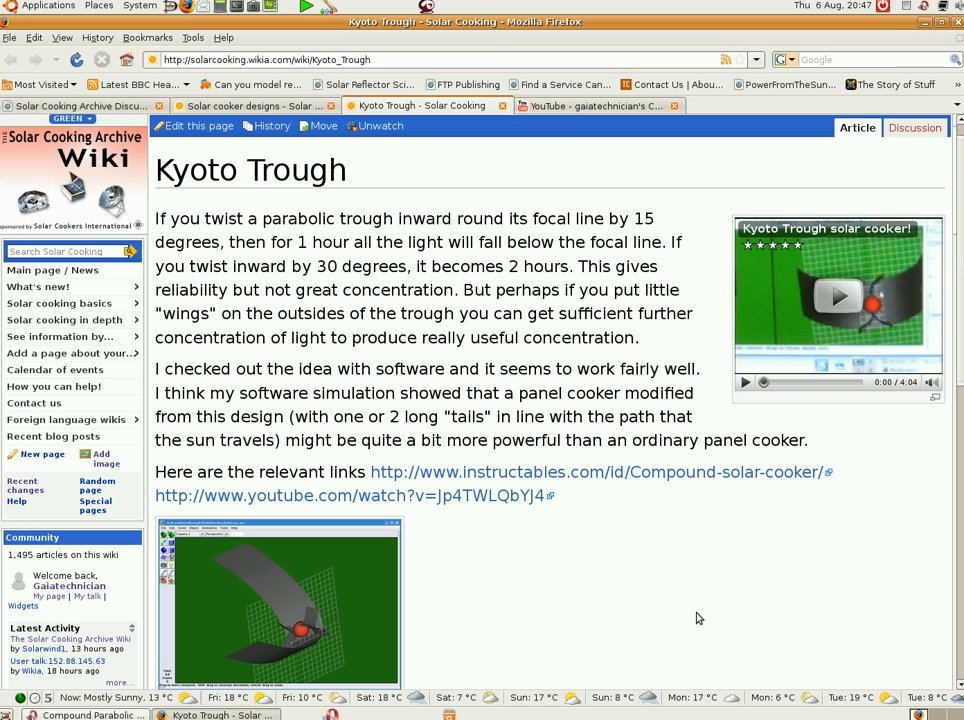 Applications Places System
Thu 6 Aug, 20:47
Kyoto Trough - Solar Cooking - Mozilla Firefox
File Edit View History Bookmarks Tools Help
http://solarcooking.wikia.com/wiki/Kyoto_Trough
Google
Most Visited Latest BBC Hea... Can you model re... Solar Reflector Sci... FTP Publishing Find a Service Can... Contact Us | Abou... PowerFromTheSun... The Story of Stuff
Solar Cooking Archive Discu... Solar cooker designs - Solar ... Kyoto Trough - Solar Cooking YouTube - gaiatechnician's C...
GREEN
THE Solar Cooking Archive
Wiki
sponsored by Solar Cookers International
Search Solar Cooking
Main page / News
What's new!
Solar cooking basics
Solar cooking in depth
See information by...
Add a page about your..
Calendar of events
How you can help!
Contact us
Foreign language wikis
Recent blog posts
New page Add image
Recent changes Random page
Help Special pages
Community
1,495 articles on this wiki
Welcome back,
Gaiatechnician
My page | My talk |
Widgets
Latest Activity
The Solar Cooking Archive Wiki
by Solarwind1, 13 hours ago
User talk:152.88.145.63
by Wikia, 18 hours ago
more...
Edit this page History Move Unwatch
Article Discussion
Kyoto Trough
If you twist a parabolic trough inward round its focal line by 15
degrees, then for 1 hour all the light will fall below the focal line. If
you twist inward by 30 degrees, it becomes 2 hours. This gives
reliability but not great concentration. But perhaps if you put little
"wings" on the outsides of the trough you can get sufficient further
concentration of light to produce really useful concentration.
Kyoto Trough solar cooker!
0:00 / 4:04
I checked out the idea with software and it seems to work fairly well.
I think my software simulation showed that a panel cooker modified
from this design (with one or 2 long "tails" in line with the path that
the sun travels) might be quite a bit more powerful than an ordinary panel cooker.
Here are the relevant links http://www.instructables.com/id/Compound-solar-cooker/
http://www.youtube.com/watch?v=Jp4TWLQbYJ4
5 Now: Mostly Sunny, 13 °C Fri: 18 °C Fri: 10 °C Sat: 18 °C Sat: 7 °C Sun: 17 °C Sun: 8 °C Mon: 17 °C Mon: 6 °C Tue: 19 °C Tue: 8 °C
Compound Parabolic ... Kyoto Trough - Solar ...